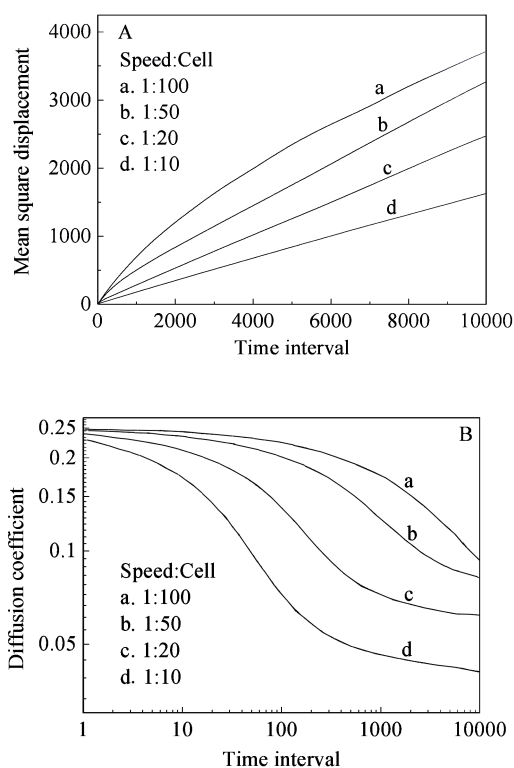 A
Speed:Cell
a. 1:100
b. 1:50
c. 1:20
d. 1:10
4000
3000
2000
1000
0
Mean square displacement
a
b
c
d
0 2000 4000 6000 8000 10000
Time interval
B
0.25
0.2
0.15
0.1
0.05
Diffusion coefficient
a
b
c
d
Speed:Cell
a. 1:100
b. 1:50
c. 1:20
d. 1:10
1 10 100 1000 10000
Time interval